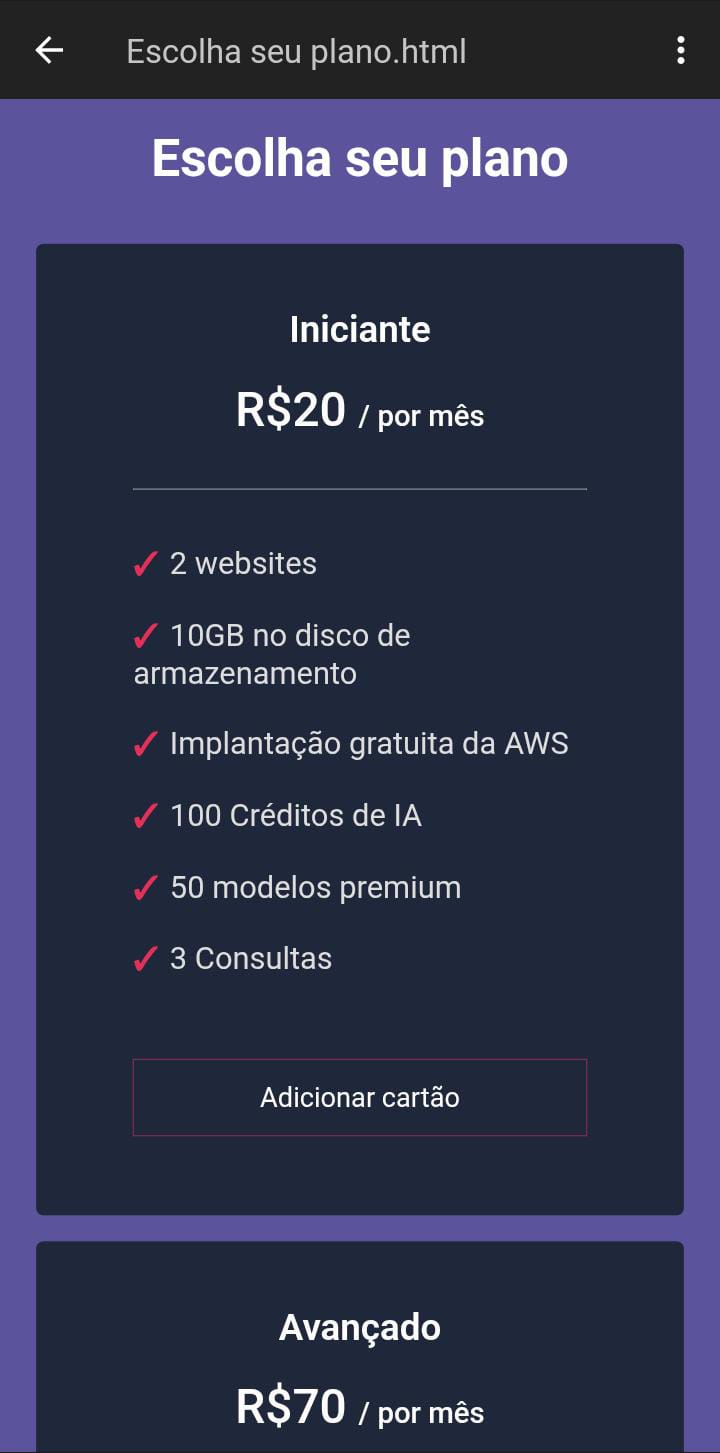 Escolha seu plano.html
Escolha seu plano
Iniciante
R$20 / por mês
✓ 2 websites
✓ 10GB no disco de
armazenamento
✓ Implantação gratuita da AWS
✓ 100 Créditos de IA
✓ 50 modelos premium
✓ 3 Consultas
Adicionar cartão
Avançado
R$70 / por mês